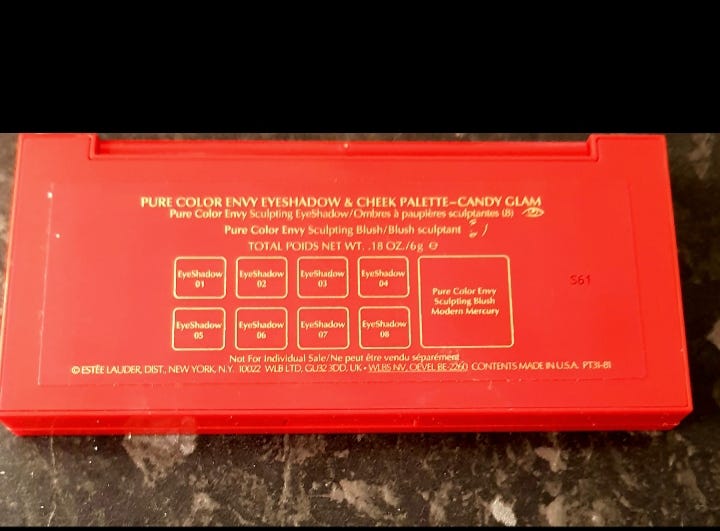 PURE COLOR ENVY EYESHADOW & CHEEK PALETTE–CANDY GLAM
Pure Color Envy Sculpting EyeShadow/Ombres à paupières sculptantes (8)
Pure Color Envy Sculpting Blush/Blush sculptant
TOTAL POIDS NET WT. .18 OZ./6g ℮
EyeShadow 01
EyeShadow 02
EyeShadow 03
EyeShadow 04
Pure Color Envy
Sculpting Blush
Modern Mercury
S61
EyeShadow 05
EyeShadow 06
EyeShadow 07
EyeShadow 08
Not For Individual Sale/Ne peut être vendu séparément
© ESTÉE LAUDER, DIST., NEW YORK, N.Y. 10022 WLB LTD, GU32 3DD, UK • WLBS NV, OEVEL BE-2260 CONTENTS MADE IN U.S.A. PT31-81